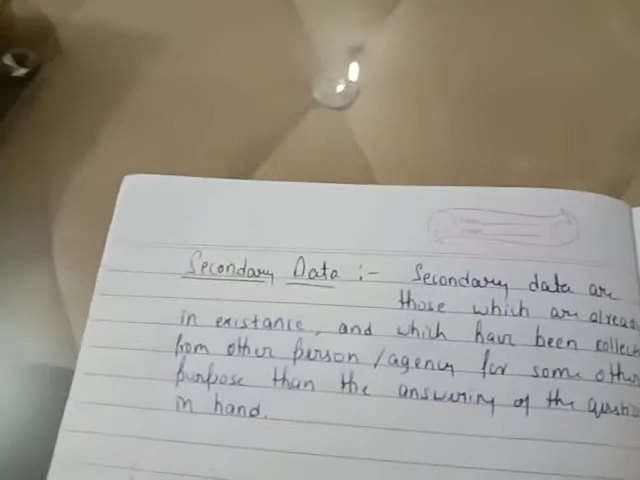 Secondary Data :- Secondary data are
those which are already
in existance, and which have been collect
from other person/agency for some other
purpose than the answering of the questi
in hand.